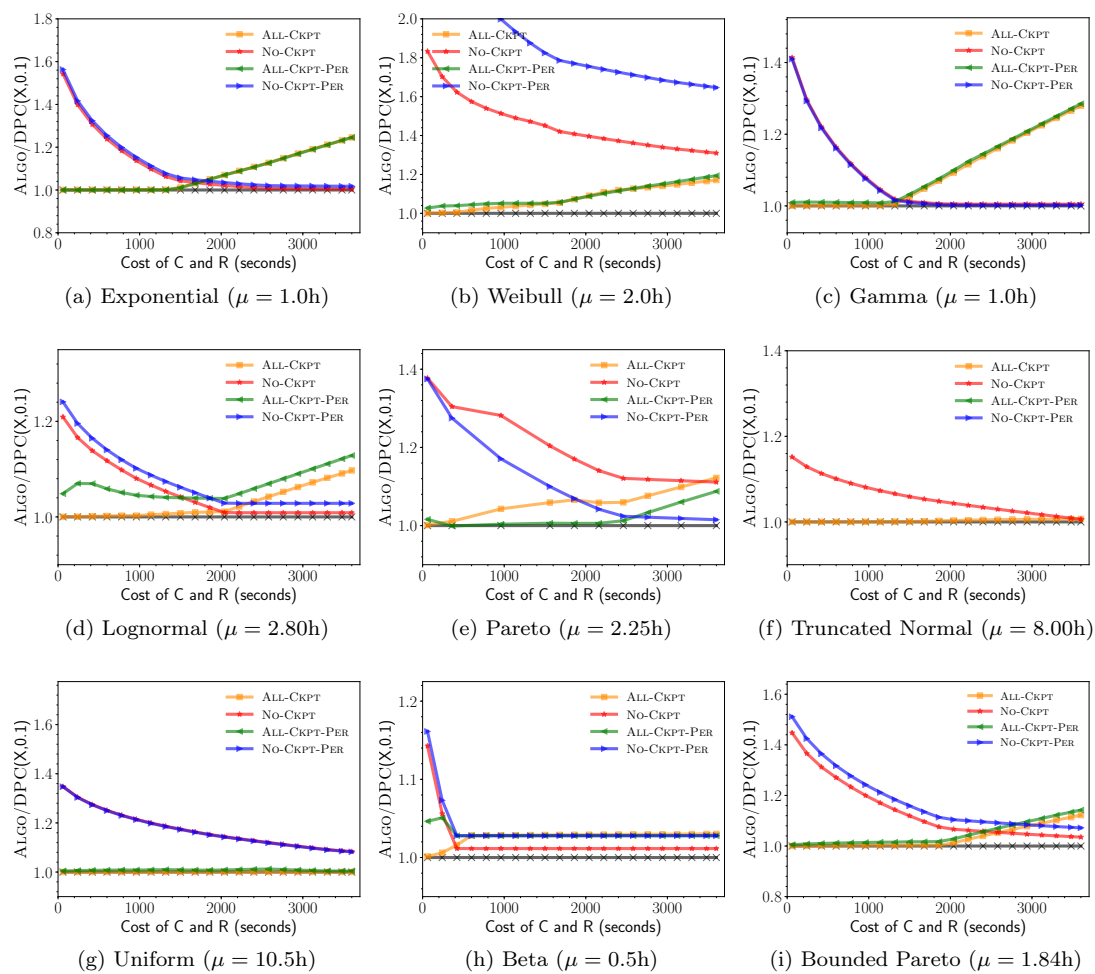 1.8
1.6
1.4
1.2
1.0
0.8
ALGO/DPC(X,0.1)
ALL-CKPT
NO-CKPT
ALL-CKPT-PER
NO-CKPT-PER
0 1000 2000 3000
Cost of C and R (seconds)
(a) Exponential (μ = 1.0h)
2.0
1.8
1.6
1.4
1.2
1.0
ALGO/DPC(X,0.1)
ALL-CKPT
NO-CKPT
ALL-CKPT-PER
NO-CKPT-PER
0 1000 2000 3000
Cost of C and R (seconds)
(b) Weibull (μ = 2.0h)
1.4
1.2
1.0
ALGO/DPC(X,0.1)
ALL-CKPT
NO-CKPT
ALL-CKPT-PER
NO-CKPT-PER
0 1000 2000 3000
Cost of C and R (seconds)
(c) Gamma (μ = 1.0h)
1.2
1.0
ALGO/DPC(X,0.1)
ALL-CKPT
NO-CKPT
ALL-CKPT-PER
NO-CKPT-PER
0 1000 2000 3000
Cost of C and R (seconds)
(d) Lognormal (μ = 2.80h)
1.4
1.2
1.0
ALGO/DPC(X,0.1)
ALL-CKPT
NO-CKPT
ALL-CKPT-PER
NO-CKPT-PER
0 1000 2000 3000
Cost of C and R (seconds)
(e) Pareto (μ = 2.25h)
1.4
1.2
1.0
ALGO/DPC(X,0.1)
ALL-CKPT
NO-CKPT
ALL-CKPT-PER
NO-CKPT-PER
0 1000 2000 3000
Cost of C and R (seconds)
(f) Truncated Normal (μ = 8.00h)
1.6
1.4
1.2
1.0
ALGO/DPC(X,0.1)
ALL-CKPT
NO-CKPT
ALL-CKPT-PER
NO-CKPT-PER
0 1000 2000 3000
Cost of C and R (seconds)
(g) Uniform (μ = 10.5h)
1.2
1.1
1.0
ALGO/DPC(X,0.1)
ALL-CKPT
NO-CKPT
ALL-CKPT-PER
NO-CKPT-PER
0 1000 2000 3000
Cost of C and R (seconds)
(h) Beta (μ = 0.5h)
1.6
1.4
1.2
1.0
0.8
ALGO/DPC(X,0.1)
ALL-CKPT
NO-CKPT
ALL-CKPT-PER
NO-CKPT-PER
0 1000 2000 3000
Cost of C and R (seconds)
(i) Bounded Pareto (μ = 1.84h)